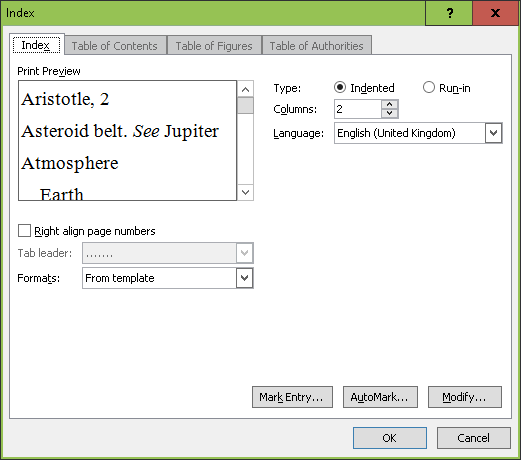 Index
?
Index Table of Contents Table of Figures Table of Authorities
Print Preview
Aristotle, 2
Asteroid belt. See Jupiter
Atmosphere
Earth
Type: Indented Run-in
Columns: 2
Language: English (United Kingdom)
Right align page numbers
Tab leader: .......
Formats: From template
Mark Entry... AutoMark... Modify...
OK Cancel